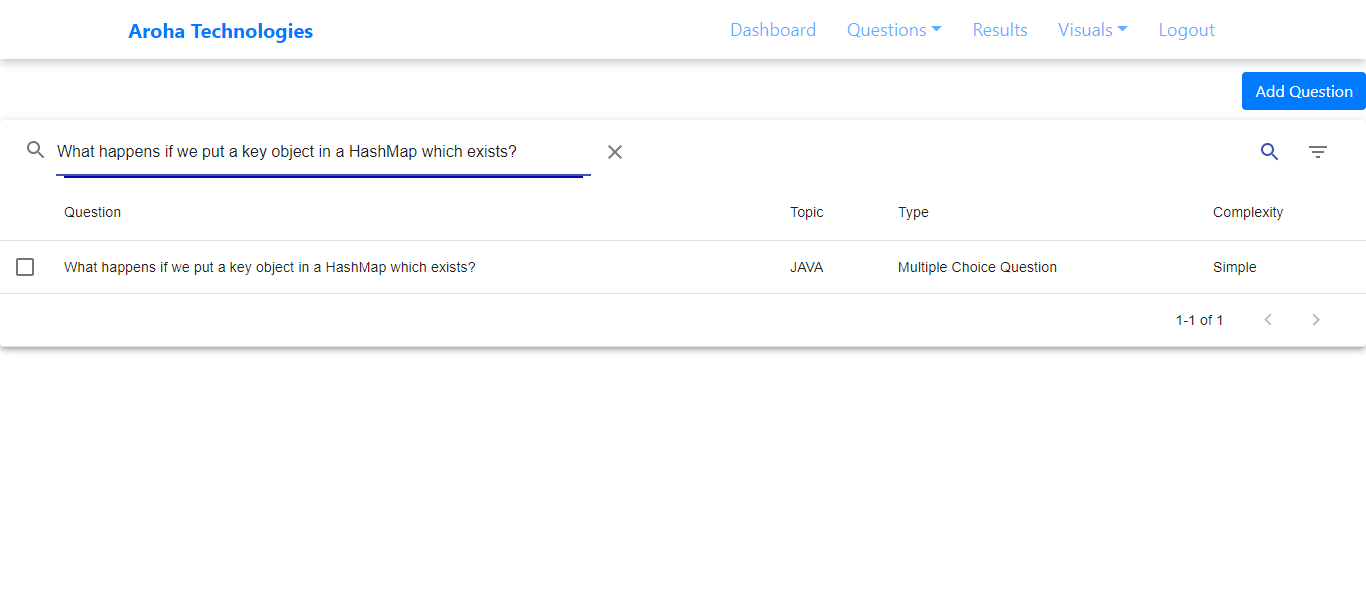 Aroha Technologies Dashboard Questions Results Visuals Logout
Add Question
What happens if we put a key object in a HashMap which exists?
Question Topic Type Complexity
What happens if we put a key object in a HashMap which exists? JAVA Multiple Choice Question Simple
1-1 of 1